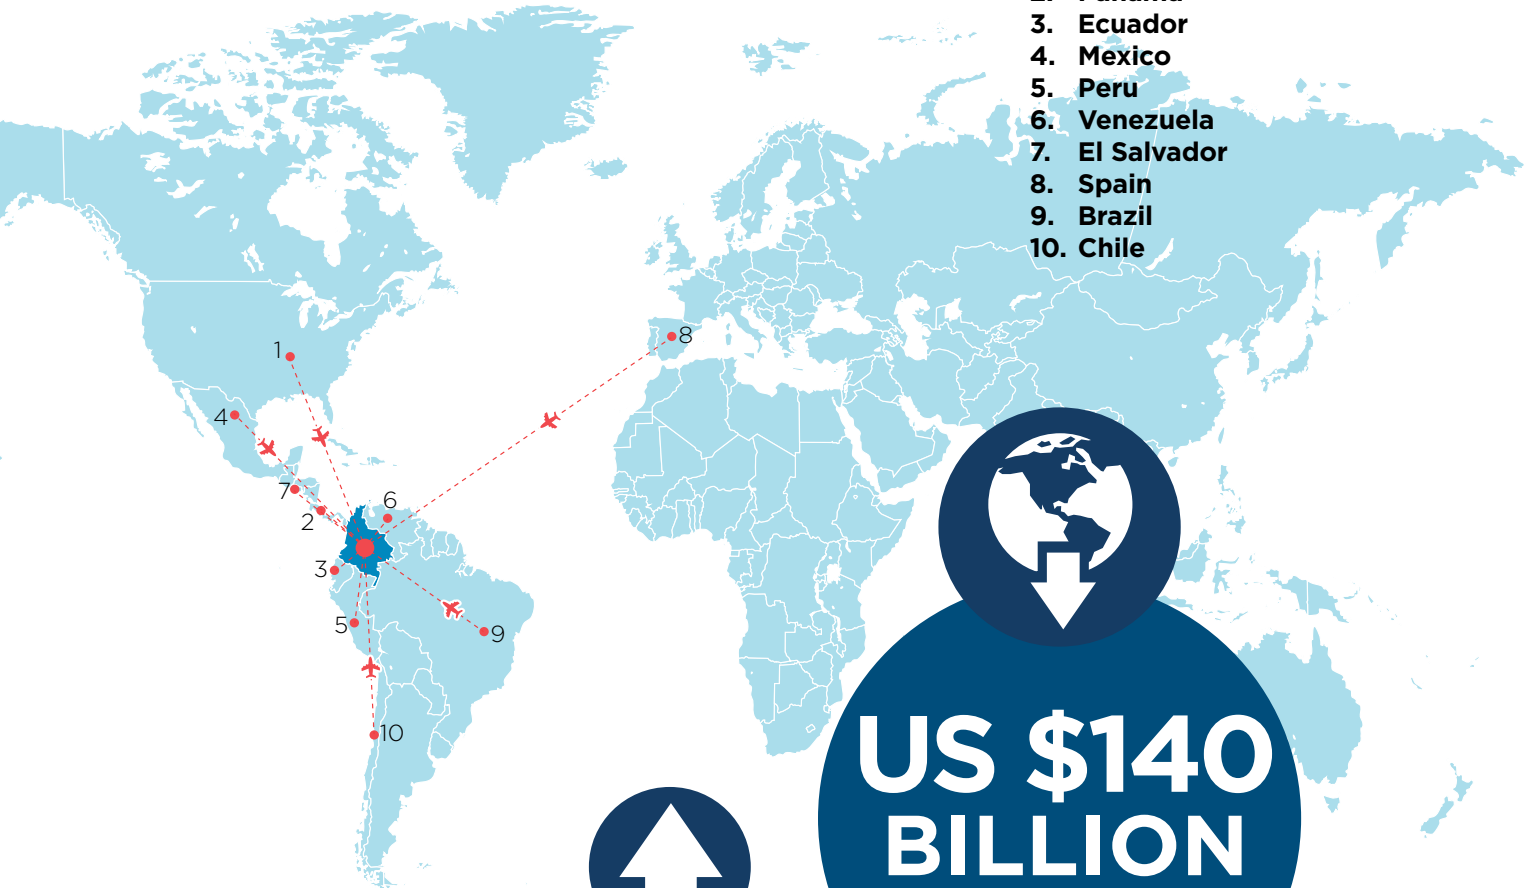 3. Ecuador
4. Mexico
5. Peru
6. Venezuela
7. El Salvador
8. Spain
9. Brazil
10. Chile
8
1
4
7
6
2
3
5
9
10
US $140
BILLION